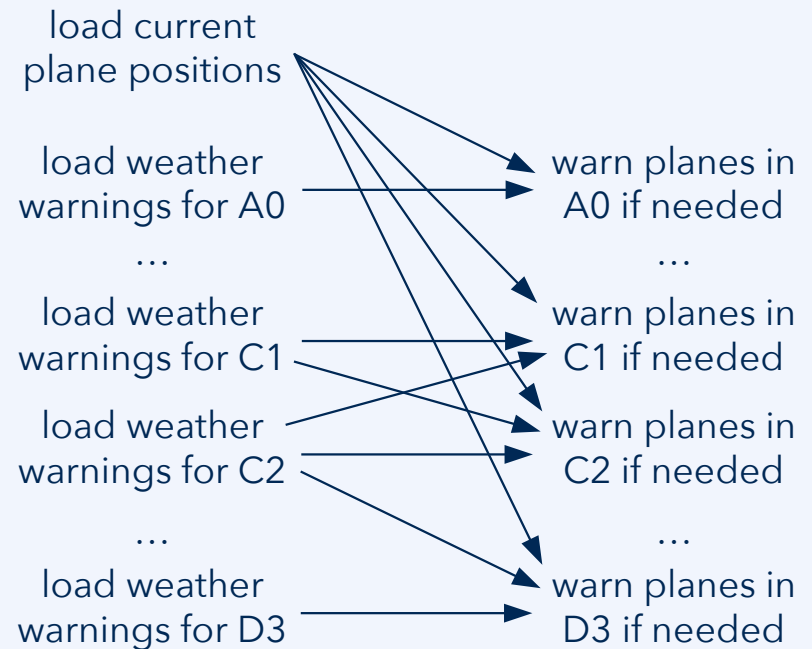 load current
plane positions
load weather
warnings for A0
...
load weather
warnings for C1
load weather
warnings for C2
...
load weather
warnings for D3
warn planes in
A0 if needed
...
warn planes in
C1 if needed
warn planes in
C2 if needed
...
warn planes in
D3 if needed